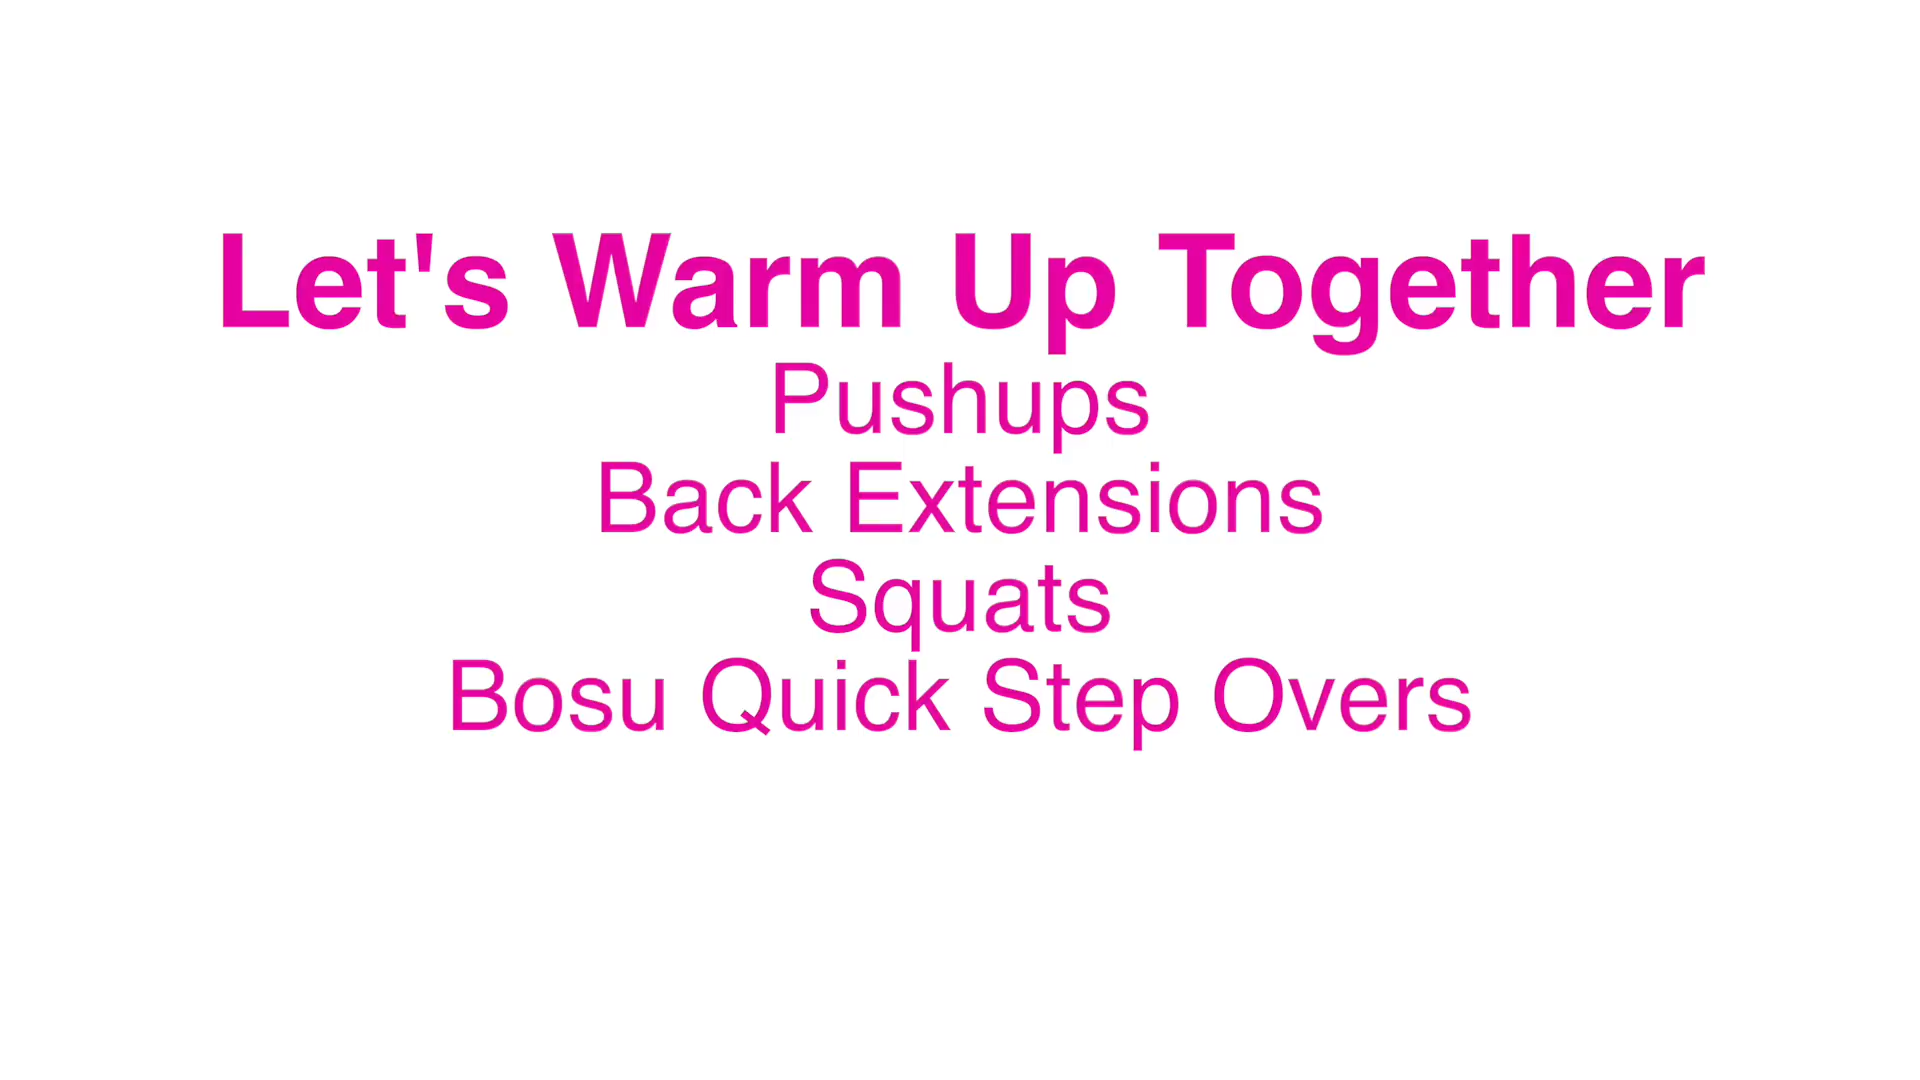 Let's Warm Up Together
Pushups
Back Extensions
Squats
Bosu Quick Step Overs